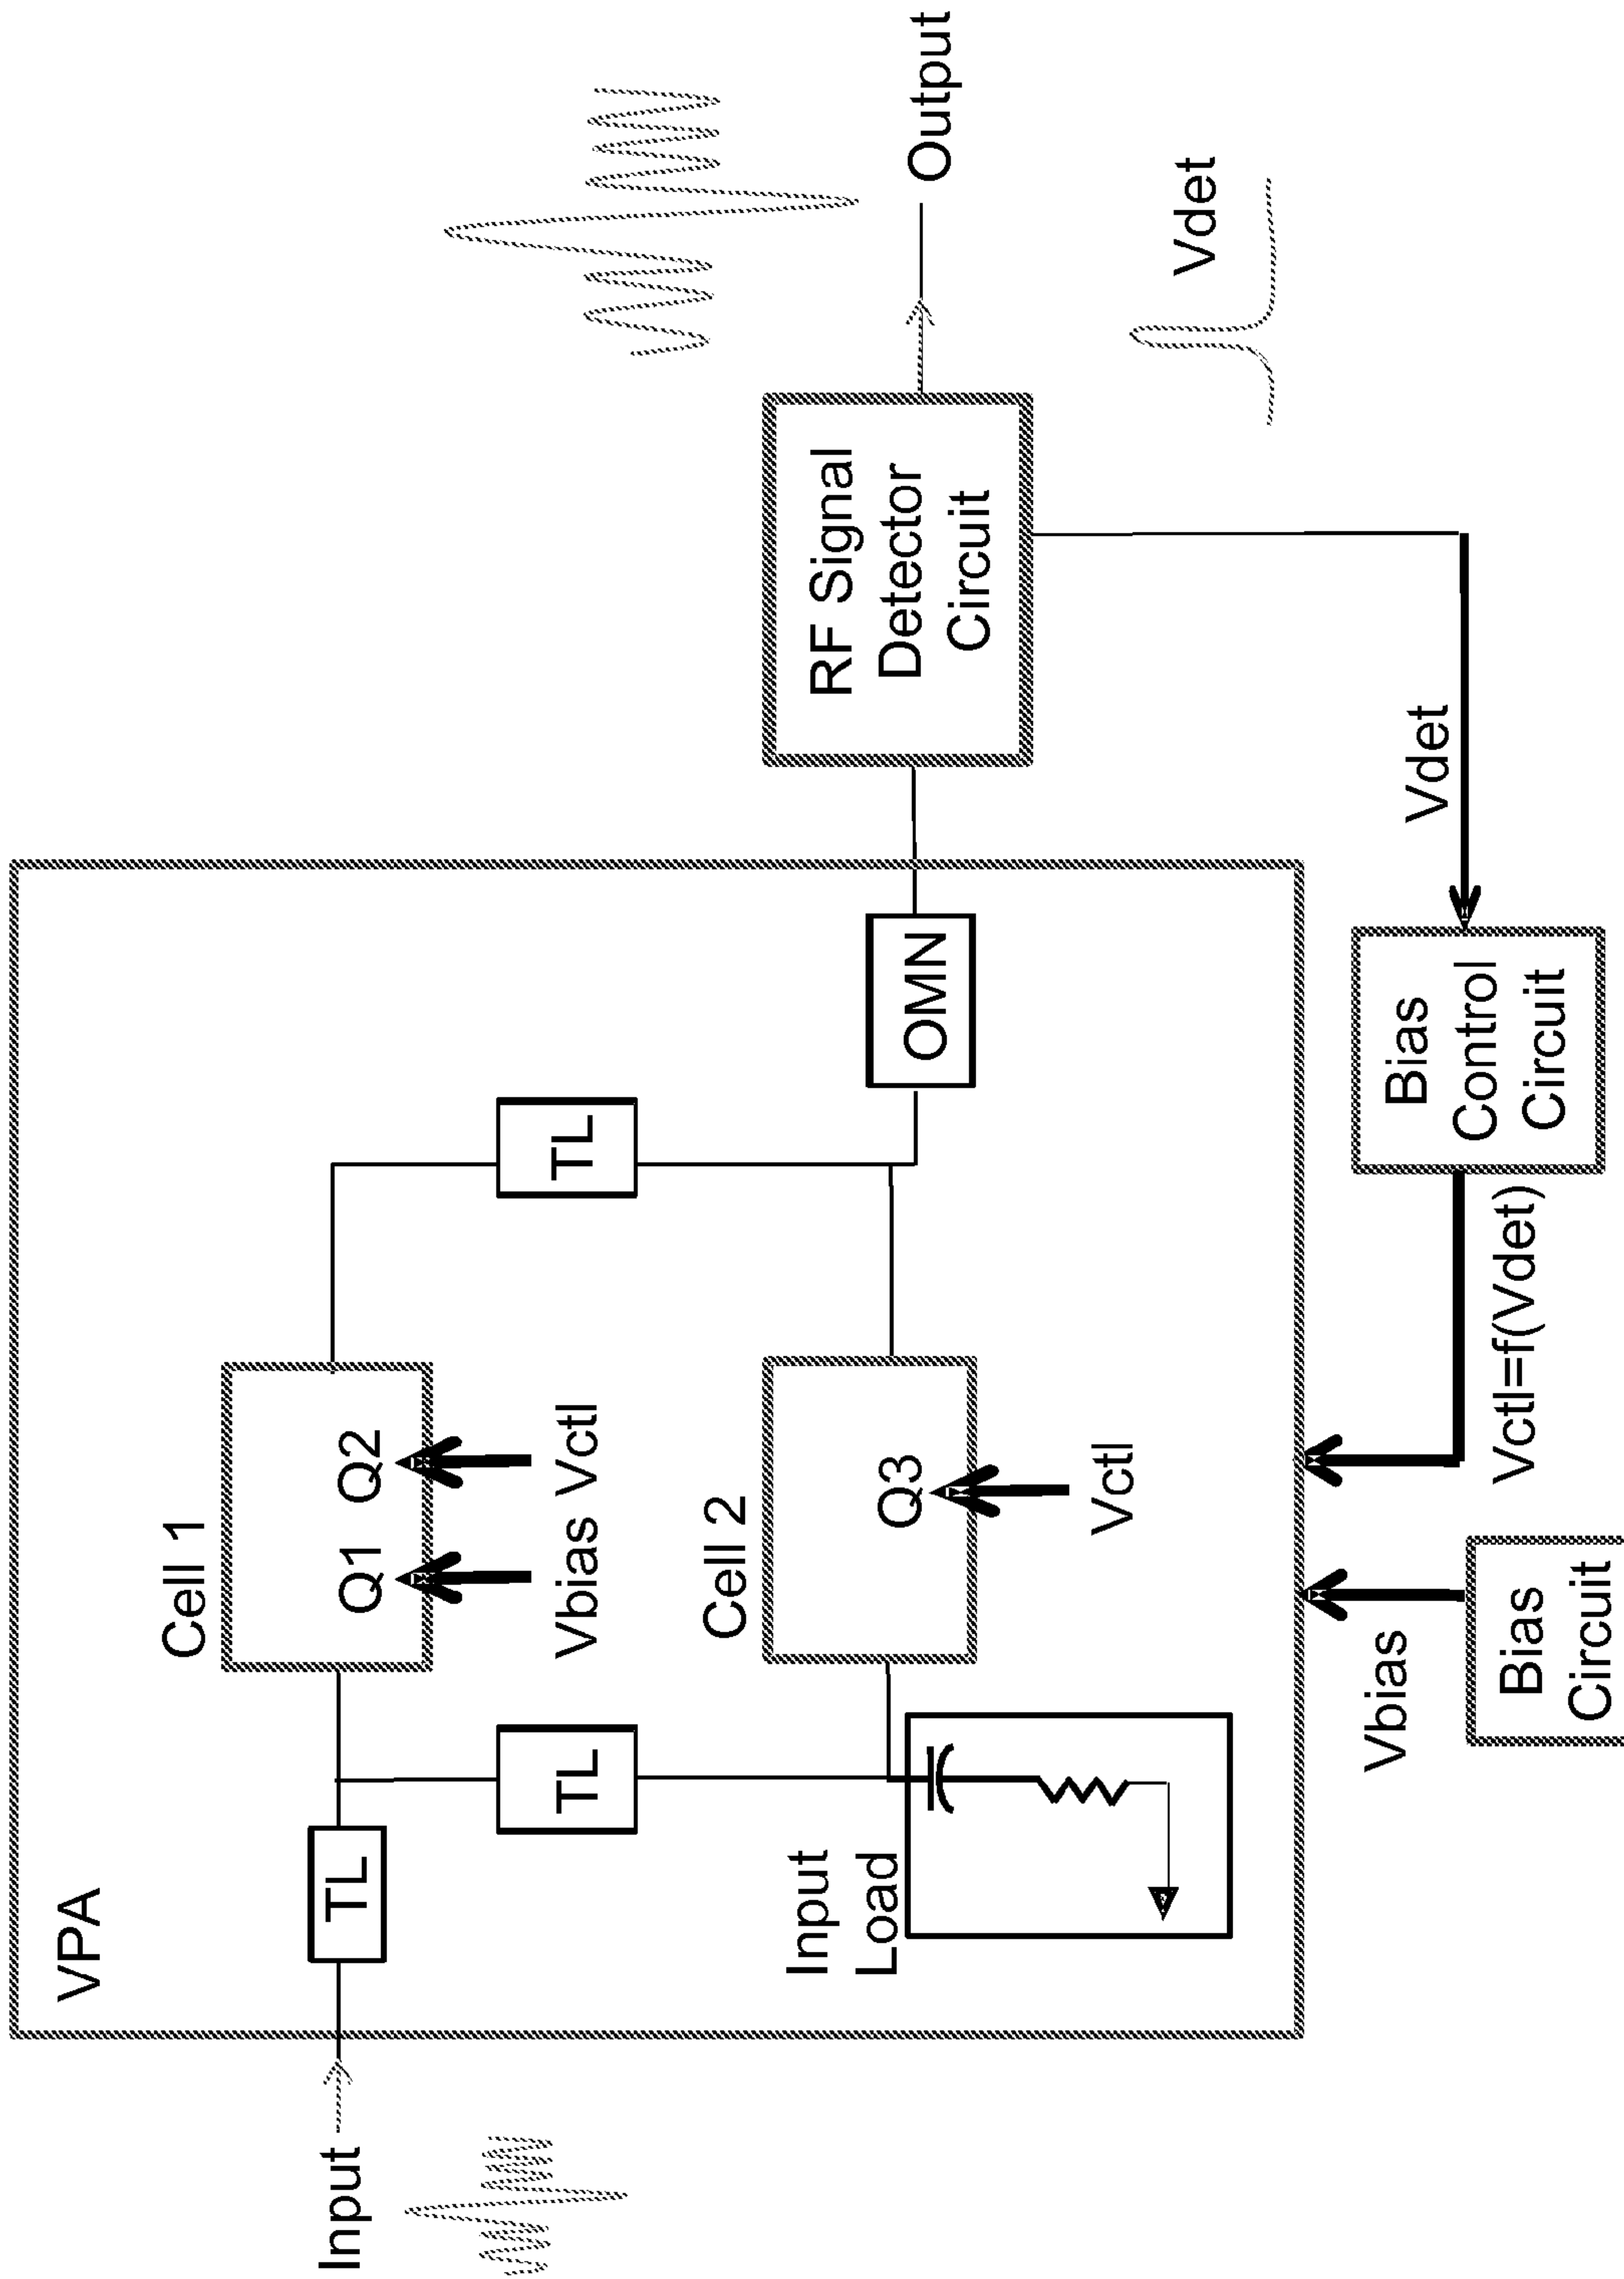 VPA
Cell 1
Input
TL
Q1 Q2
Vbias Vctl
TL
TL
Cell 2
Q3
Vctl
Input
Load
OMN
RF Signal
Detector
Circuit
Output
Vdet
Vdet
Vbias
Bias
Circuit
Vctl=f(Vdet)
Bias
Control
Circuit